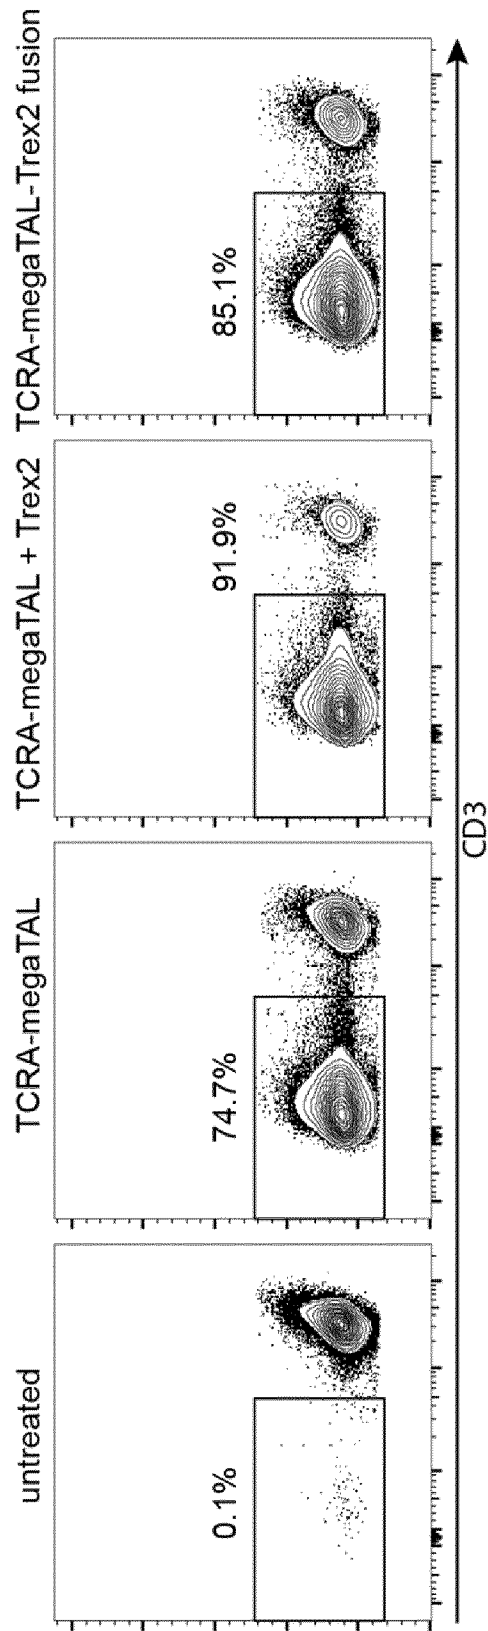 untreated
0.1%
TCRA-megaTAL
74.7%
TCRA-megaTAL + Trex2
91.9%
TCRA-megaTAL-Trex2 fusion
85.1%
CD3